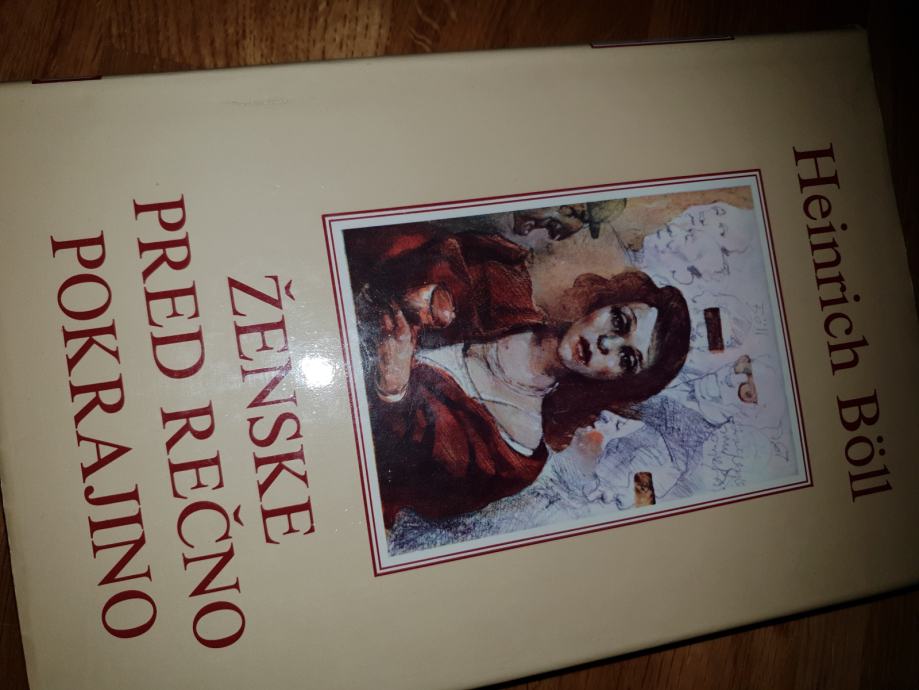 Heinrich Böll
ŽENSKE
PRED REČNO
POKRAJINO